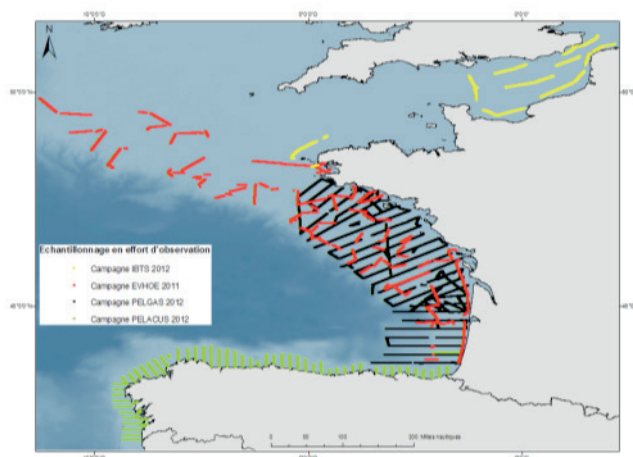 N
Echantillonnage en effort d'observation
Campagne IBTS 2012
Campagne EVHOE 2011
Campagne PELGAS 2012
Campagne PELACUS 2012
0 50 100 200 Miles nautiques